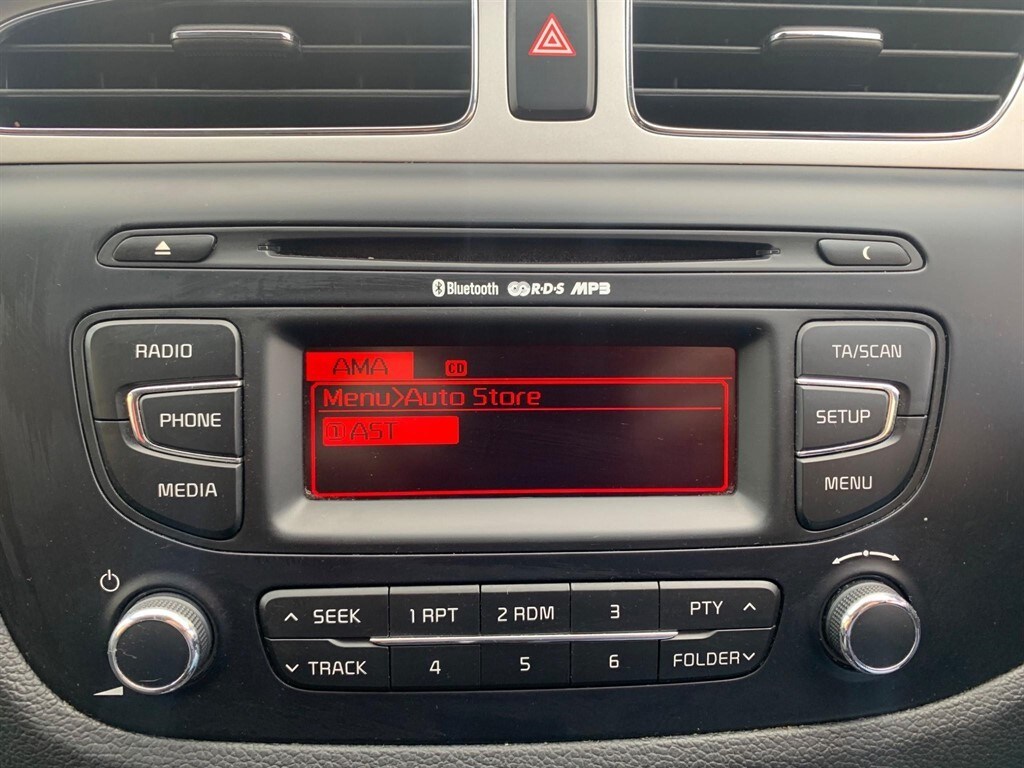 Bluetooth R·D·S MP3
RADIO
PHONE
MEDIA
AMA CD
Menu>Auto Store
1 AST
TA/SCAN
SETUP
MENU
SEEK 1 RPT 2 RDM 3 PTY
TRACK 4 5 6 FOLDER